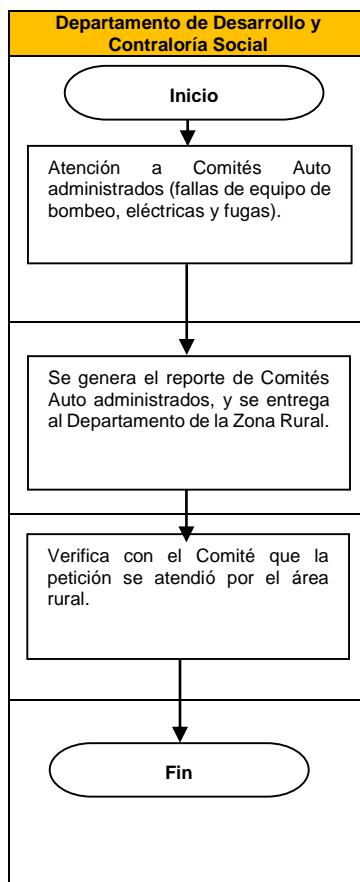 Departamento de Desarrollo y
Contraloría Social
Inicio
Atención a Comités Auto
administrados (fallas de equipo de
bombeo, eléctricas y fugas).
Se genera el reporte de Comités
Auto administrados, y se entrega
al Departamento de la Zona Rural.
Verifica con el Comité que la
petición se atendió por el área
rural.
Fin